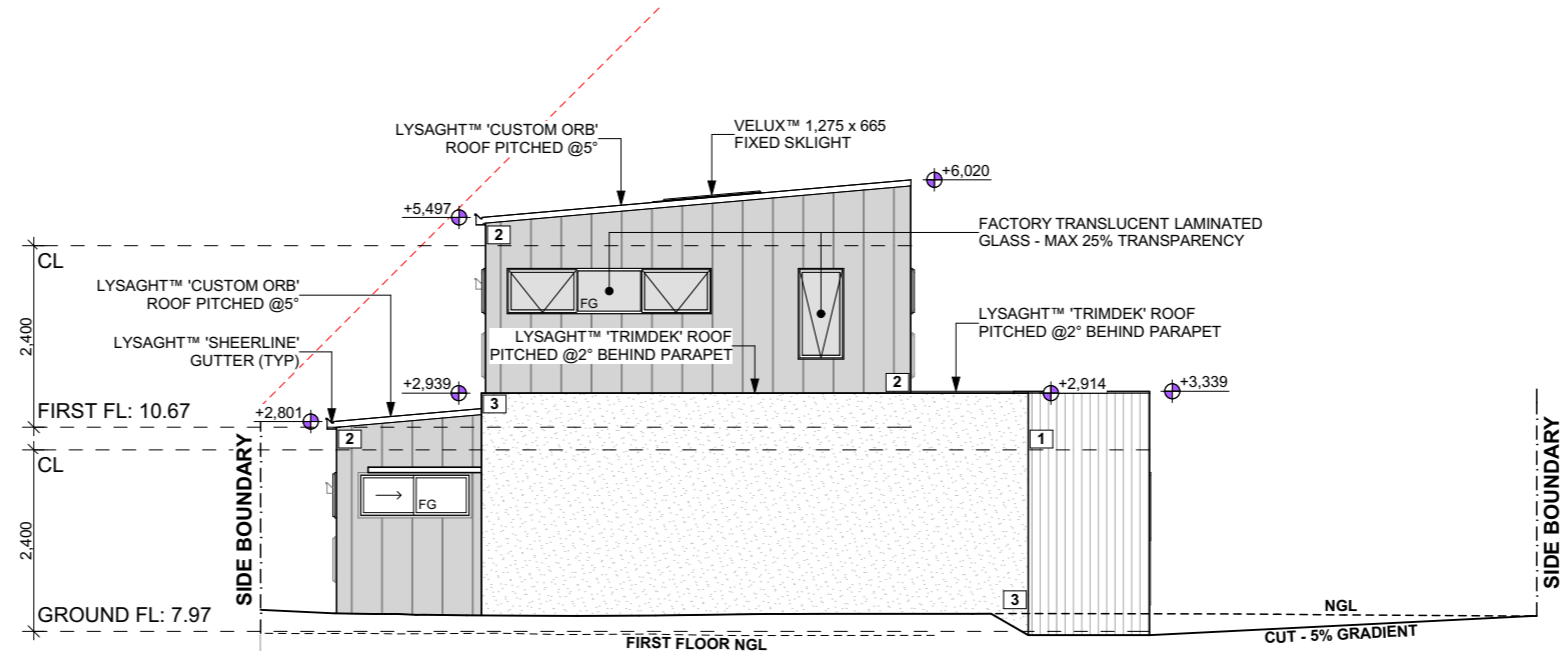 LYSAGHT™ 'CUSTOM ORB'
ROOF PITCHED @5°
VELUX™ 1,275 x 665
FIXED SKLIGHT
+6,020
+5,497
2
FACTORY TRANSLUCENT LAMINATED
GLASS - MAX 25% TRANSPARENCY
CL
LYSAGHT™ 'CUSTOM ORB'
ROOF PITCHED @5°
FG
LYSAGHT™ 'TRIMDEK' ROOF
PITCHED @2° BEHIND PARAPET
LYSAGHT™ 'TRIMDEK' ROOF
PITCHED @2° BEHIND PARAPET
2,400
LYSAGHT™ 'SHEERLINE'
GUTTER (TYP)
2
+2,939
+2,914
+3,339
3
FIRST FL: 10.67
+2,801
2
1
CL
SIDE BOUNDARY
SIDE BOUNDARY
FG
2,400
3
GROUND FL: 7.97
NGL
FIRST FLOOR NGL
CUT - 5% GRADIENT